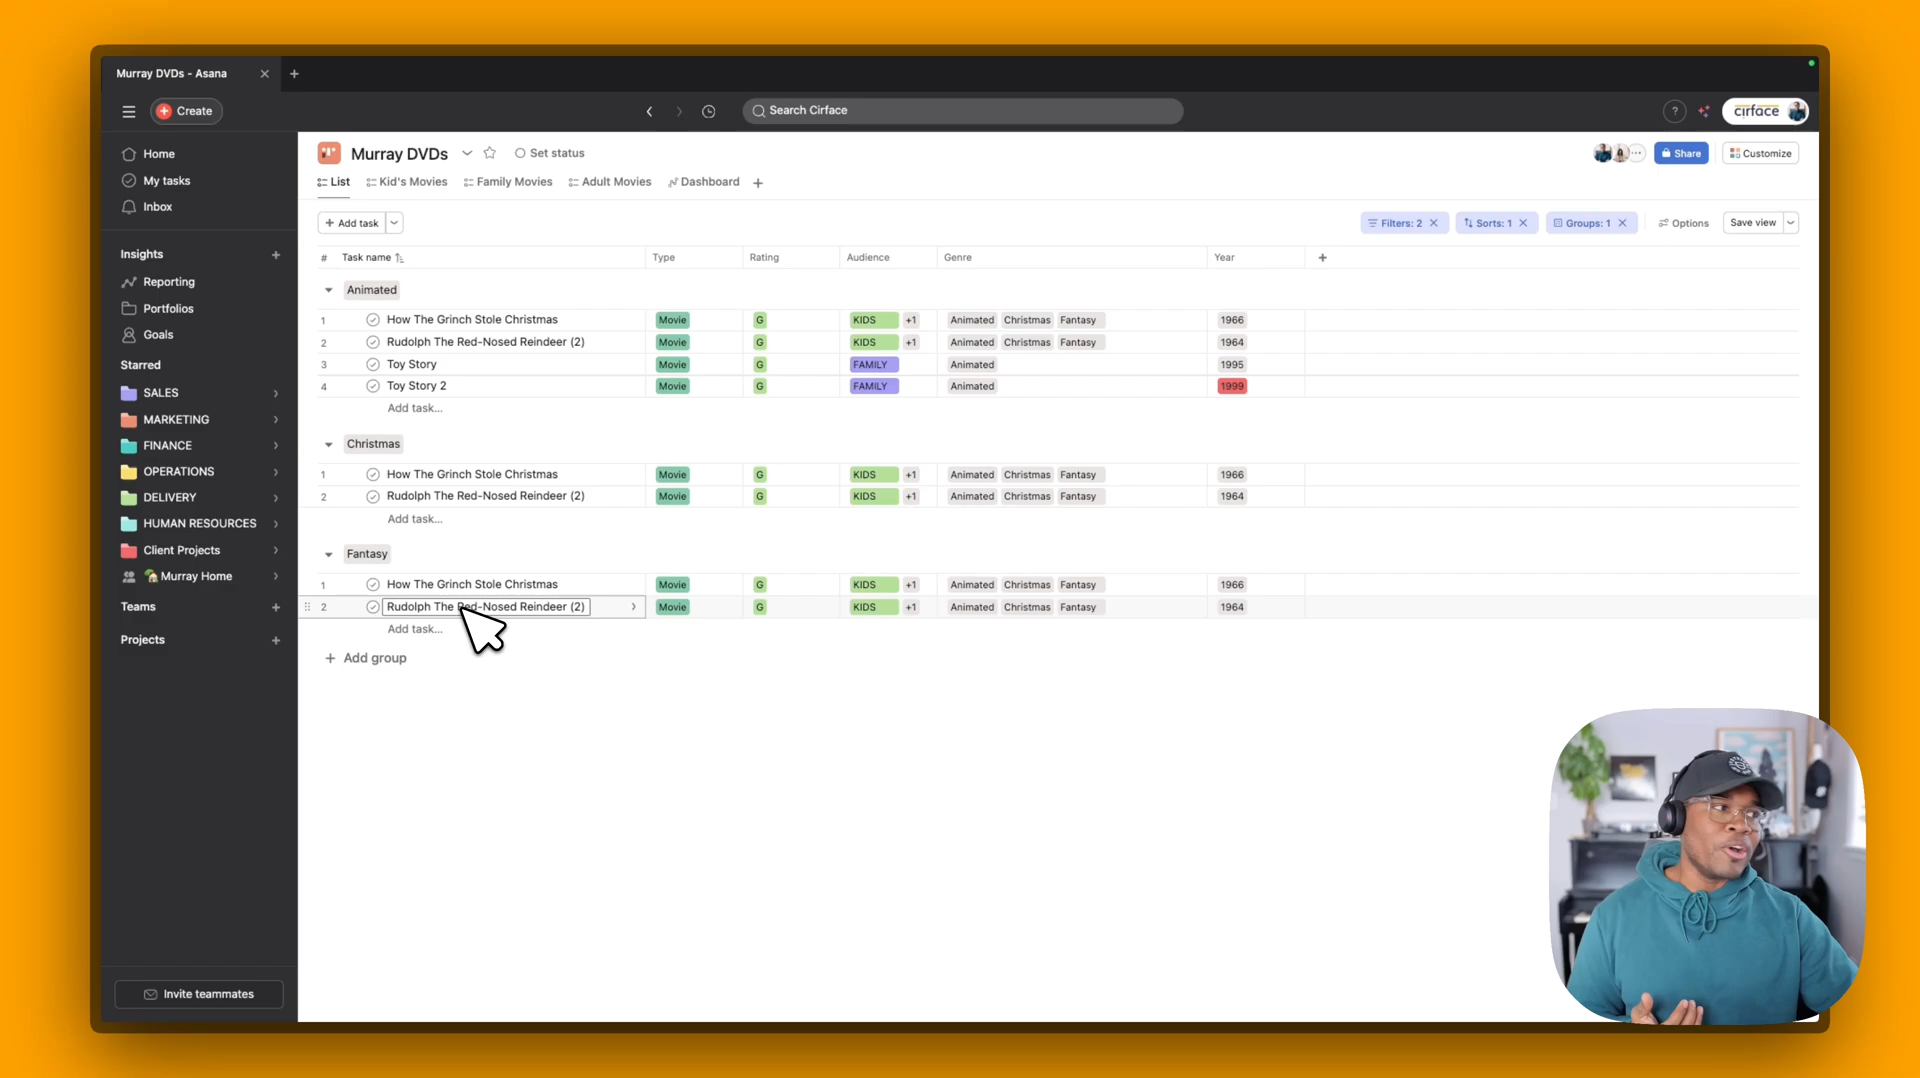 Murray DVDs - Asana
Create
Search Cirface
?
cirface
Home
My tasks
Inbox
Insights
Reporting
Portfolios
Goals
Starred
SALES
MARKETING
FINANCE
OPERATIONS
DELIVERY
HUMAN RESOURCES
Client Projects
Murray Home
Teams
Projects
Invite teammates
Murray DVDs
Set status
Share
Customize
List
Kid's Movies
Family Movies
Adult Movies
Dashboard
Add task
Filters: 2
Sorts: 1
Groups: 1
Options
Save view
# Task name Type Rating Audience Genre Year
Animated
1 How The Grinch Stole Christmas Movie G KIDS +1 Animated Christmas Fantasy 1966
2 Rudolph The Red-Nosed Reindeer (2) Movie G KIDS +1 Animated Christmas Fantasy 1964
3 Toy Story Movie G FAMILY Animated 1995
4 Toy Story 2 Movie G FAMILY Animated 1999
Add task...
Christmas
1 How The Grinch Stole Christmas Movie G KIDS +1 Animated Christmas Fantasy 1966
2 Rudolph The Red-Nosed Reindeer (2) Movie G KIDS +1 Animated Christmas Fantasy 1964
Add task...
Fantasy
1 How The Grinch Stole Christmas Movie G KIDS +1 Animated Christmas Fantasy 1966
2 Rudolph The Red-Nosed Reindeer (2) Movie G KIDS +1 Animated Christmas Fantasy 1964
Add task...
Add group